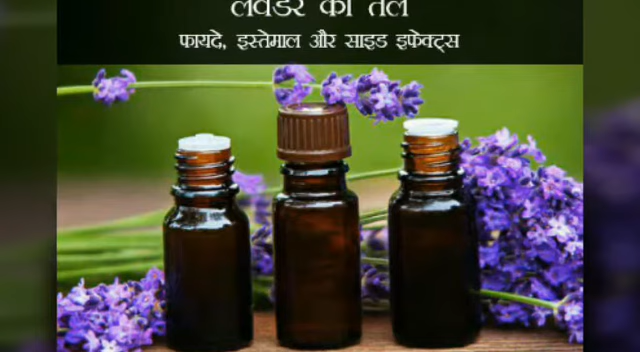 लैवेंडर का तेल
फायदे, इस्तेमाल और साइड इफेक्ट्स